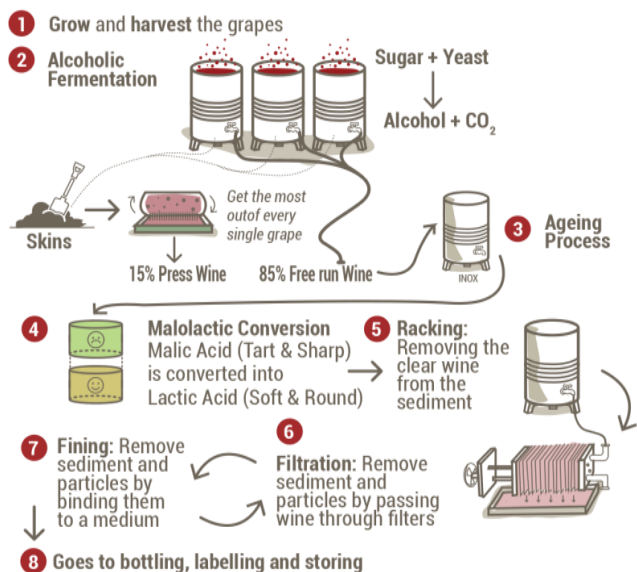 1 Grow and harvest the grapes
2 Alcoholic
Fermentation
Sugar + Yeast
Alcohol + CO₂
Skins
Get the most
outof every
single grape
15% Press Wine
85% Free run Wine
INOX
3 Ageing
Process
4 Malolactic Conversion
Malic Acid (Tart & Sharp)
is converted into
Lactic Acid (Soft & Round)
5 Racking:
Removing the
clear wine
from the
sediment
6
Filtration: Remove
sediment and
particles by passing
wine through filters
7 Fining: Remove
sediment and
particles by
binding them
to a medium
8 Goes to bottling, labelling and storing